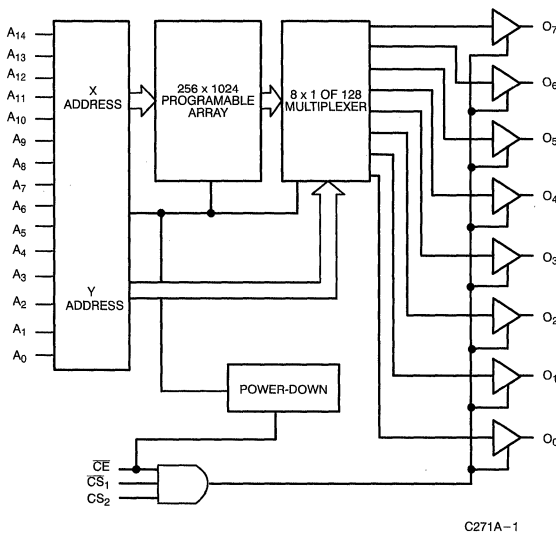 A14
A13
A12
A11
A10
A9
A8
A7
A6
A5
A4
A3
A2
A1
A0
X
ADDRESS
Y
ADDRESS
256 x 1024
PROGRAMABLE
ARRAY
8 x 1 OF 128
MULTIPLEXER
POWER-DOWN
C̅E̅
C̅S̅1
CS2
O7
O6
O5
O4
O3
O2
O1
O0
C271A–1